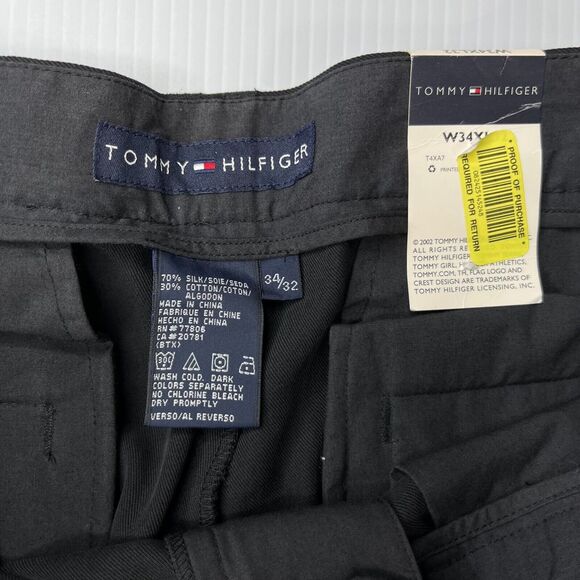 TOMMY HILFIGER
70% SILK/SOIE/SEDA
30% COTTON/COTON/
ALGODON
MADE IN CHINA
FABRIQUE EN CHINE
HECHO EN CHINA
RN#77806
CA#20781
(BTX)
30C
WASH COLD. DARK
COLORS SEPARATELY
NO CHLORINE BLEACH
DRY PROMPTLY
VERSO/AL REVERSO
34/32
TOMMY HILFIGER
W34X
T4XA7
PRINTED
PROOF OF PURCHASE
REQUIRED FOR RETURN
© 2002 TOMMY
ALL RIGHTS
TOMMY HILFIGER
TOMMY GIRL,
TOMMY.COM, TH, FLAG LOGO AND
CREST DESIGN ARE TRADEMARKS OF
TOMMY HILFIGER LICENSING, INC.